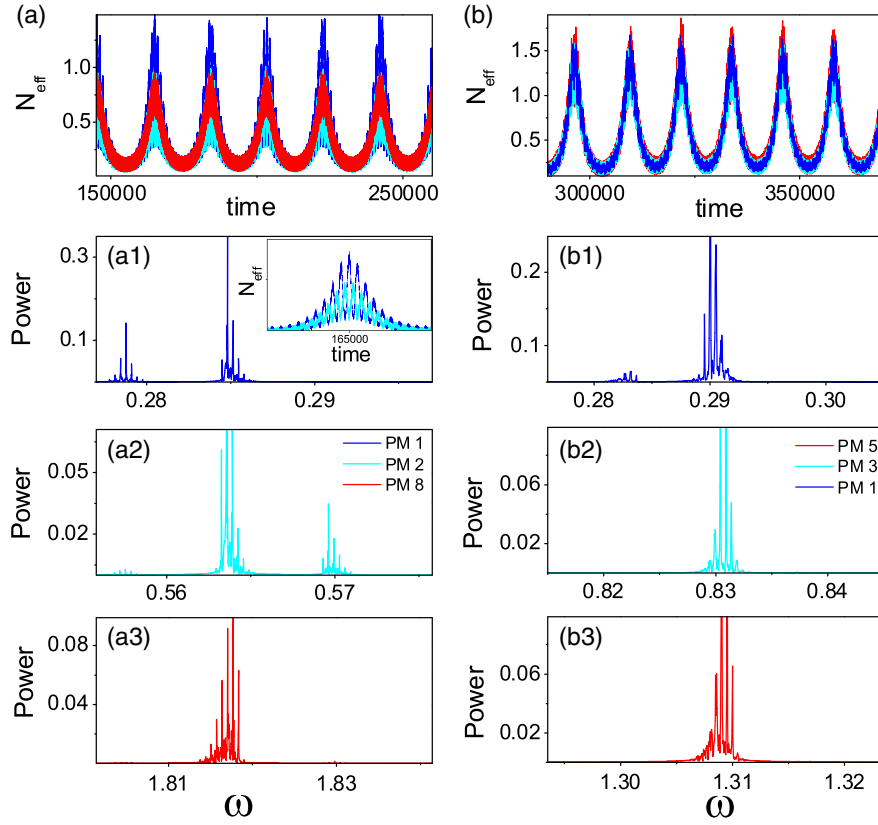 (a)
N_eff
1.0
0.5
150000
250000
time
(b)
N_eff
1.5
1.0
0.5
300000
350000
time
(a1)
Power
0.3
0.1
0.28
0.29
N_eff
165000
time
(b1)
Power
0.2
0.1
0.28
0.29
0.30
(a2)
Power
0.05
0.02
PM 1
PM 2
PM 8
0.56
0.57
(b2)
Power
0.06
0.02
PM 5
PM 3
PM 1
0.82
0.83
0.84
(a3)
Power
0.08
0.04
1.81
1.83
ω
(b3)
Power
0.06
0.02
1.30
1.31
1.32
ω